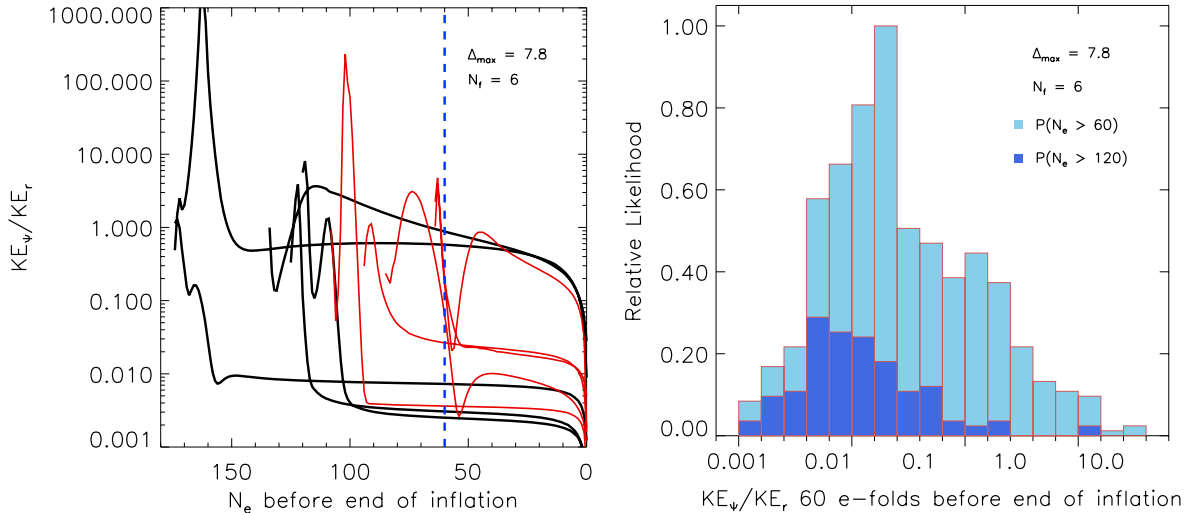 1000.000
100.000
10.000
1.000
0.100
0.010
0.001
KE_Ψ/KE_r
Δ_max = 7.8
N_f = 6
150
100
50
0
N_e before end of inflation
1.00
0.80
0.60
0.40
0.20
0.00
Relative Likelihood
Δ_max = 7.8
N_f = 6
P(N_e > 60)
P(N_e > 120)
0.001
0.01
0.1
1.0
10.0
KE_Ψ/KE_r 60 e-folds before end of inflation